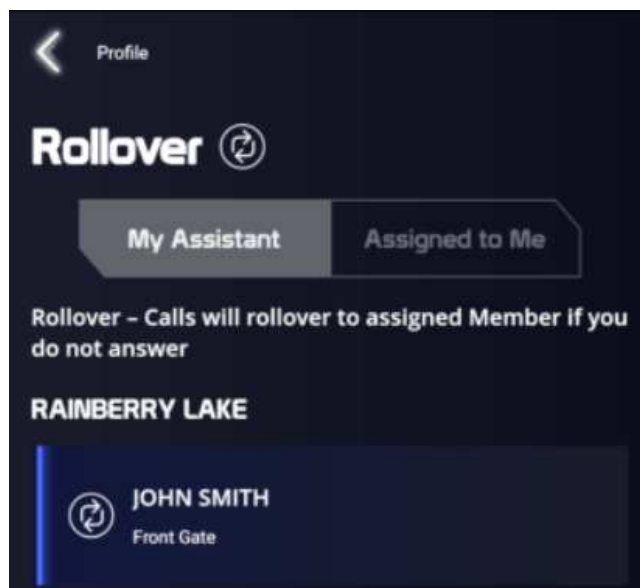 Profile
Rollover
My Assistant
Assigned to Me
Rollover – Calls will rollover to assigned Member if you
do not answer
RAINBERRY LAKE
JOHN SMITH
Front Gate